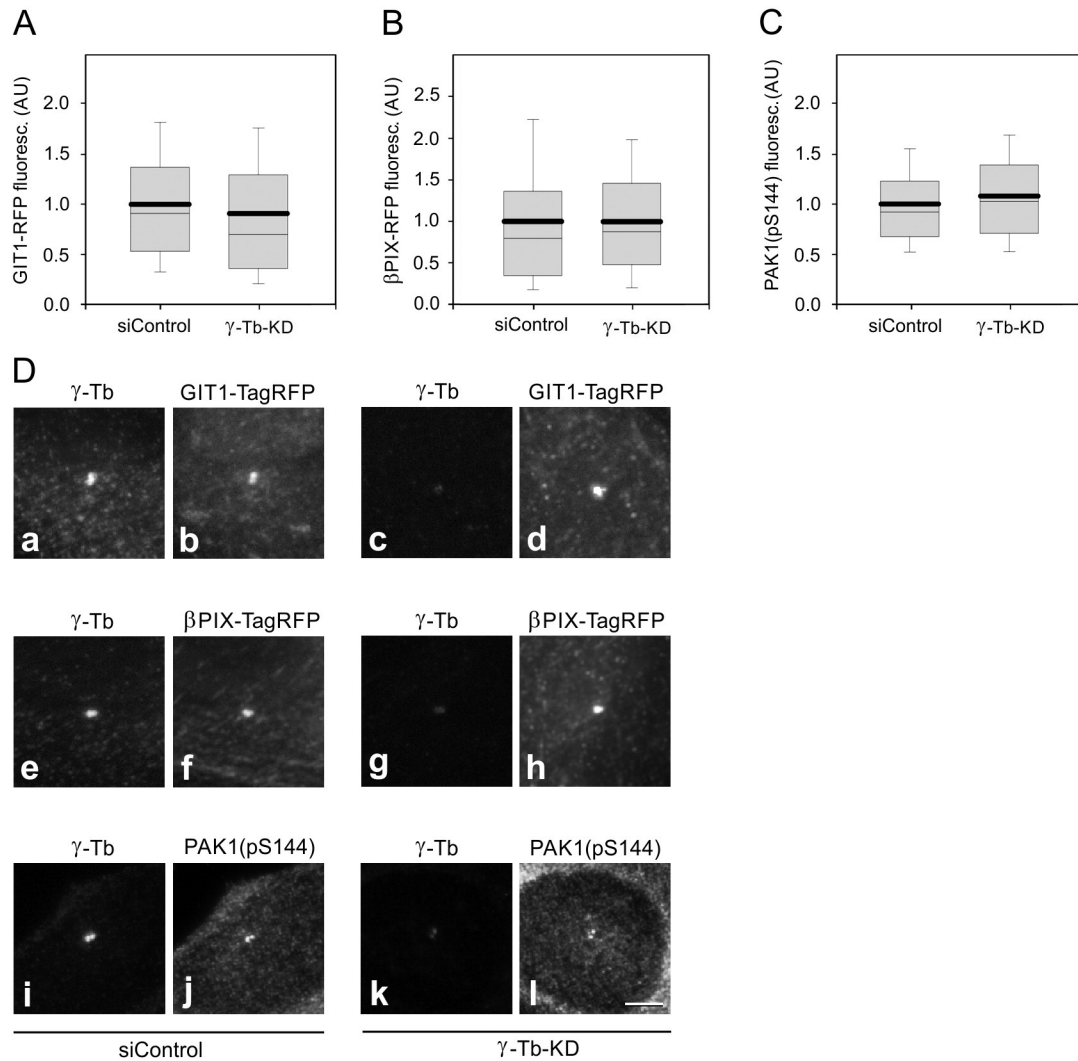 A
GIT1-RFP fluoresc. (AU)
2.0
1.5
1.0
0.5
0.0
siControl γ-Tb-KD
B
βPIX-RFP fluoresc. (AU)
2.5
2.0
1.5
1.0
0.5
0.0
siControl γ-Tb-KD
C
PAK1(pS144) fluoresc. (AU)
2.0
1.5
1.0
0.5
0.0
siControl γ-Tb-KD
D
γ-Tb GIT1-TagRFP γ-Tb GIT1-TagRFP
a b c d
γ-Tb βPIX-TagRFP γ-Tb βPIX-TagRFP
e f g h
γ-Tb PAK1(pS144) γ-Tb PAK1(pS144)
i j k l
siControl γ-Tb-KD